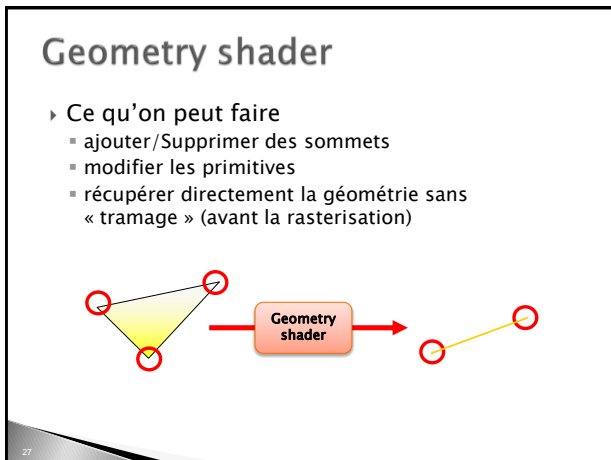 Geometry shader
Ce qu'on peut faire
ajouter/Supprimer des sommets
modifier les primitives
récupérer directement la géométrie sans
« tramage » (avant la rasterisation)
Geometry
shader
27